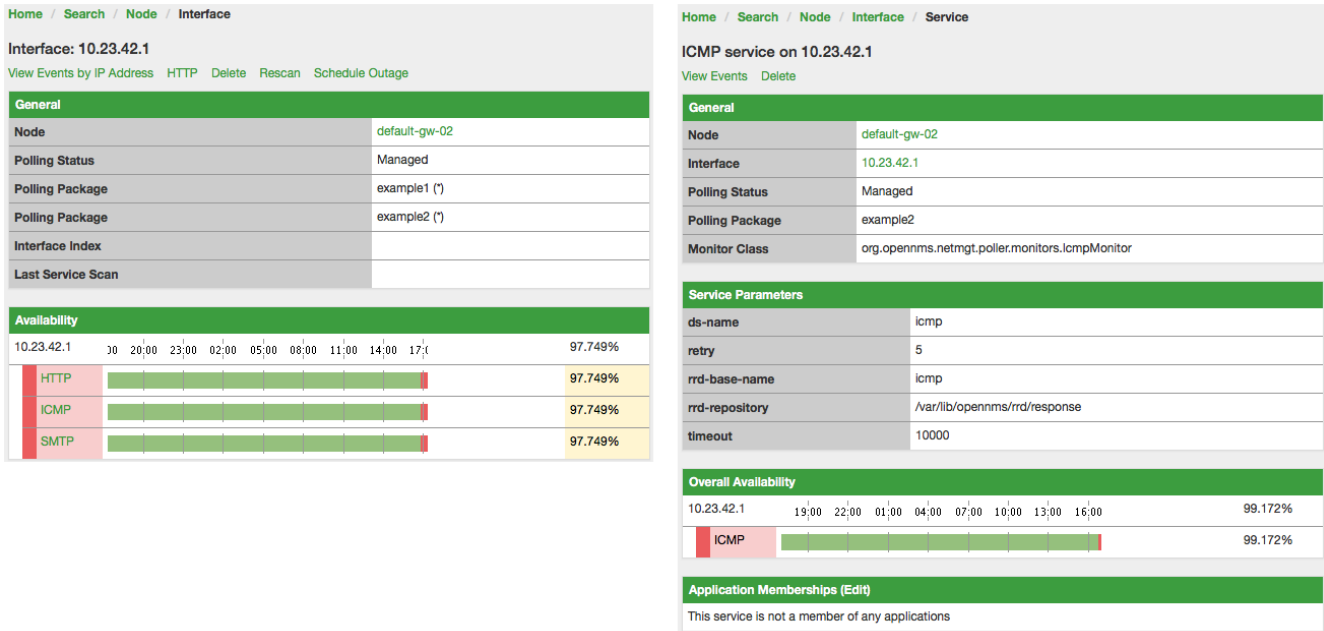 Home / Search / Node / Interface
Interface: 10.23.42.1
View Events by IP Address HTTP Delete Rescan Schedule Outage
General
Node default-gw-02
Polling Status Managed
Polling Package example1 (*)
Polling Package example2 (*)
Interface Index
Last Service Scan
Availability
10.23.42.1 00 20:00 23:00 02:00 05:00 08:00 11:00 14:00 17:( 97.749%
HTTP 97.749%
ICMP 97.749%
SMTP 97.749%
Home / Search / Node / Interface / Service
ICMP service on 10.23.42.1
View Events Delete
General
Node default-gw-02
Interface 10.23.42.1
Polling Status Managed
Polling Package example2
Monitor Class org.opennms.netmgt.poller.monitors.IcmpMonitor
Service Parameters
ds-name icmp
retry 5
rrd-base-name icmp
rrd-repository /var/lib/opennms/rrd/response
timeout 10000
Overall Availability
10.23.42.1 19:00 22:00 01:00 04:00 07:00 10:00 13:00 16:00 99.172%
ICMP 99.172%
Application Memberships (Edit)
This service is not a member of any applications